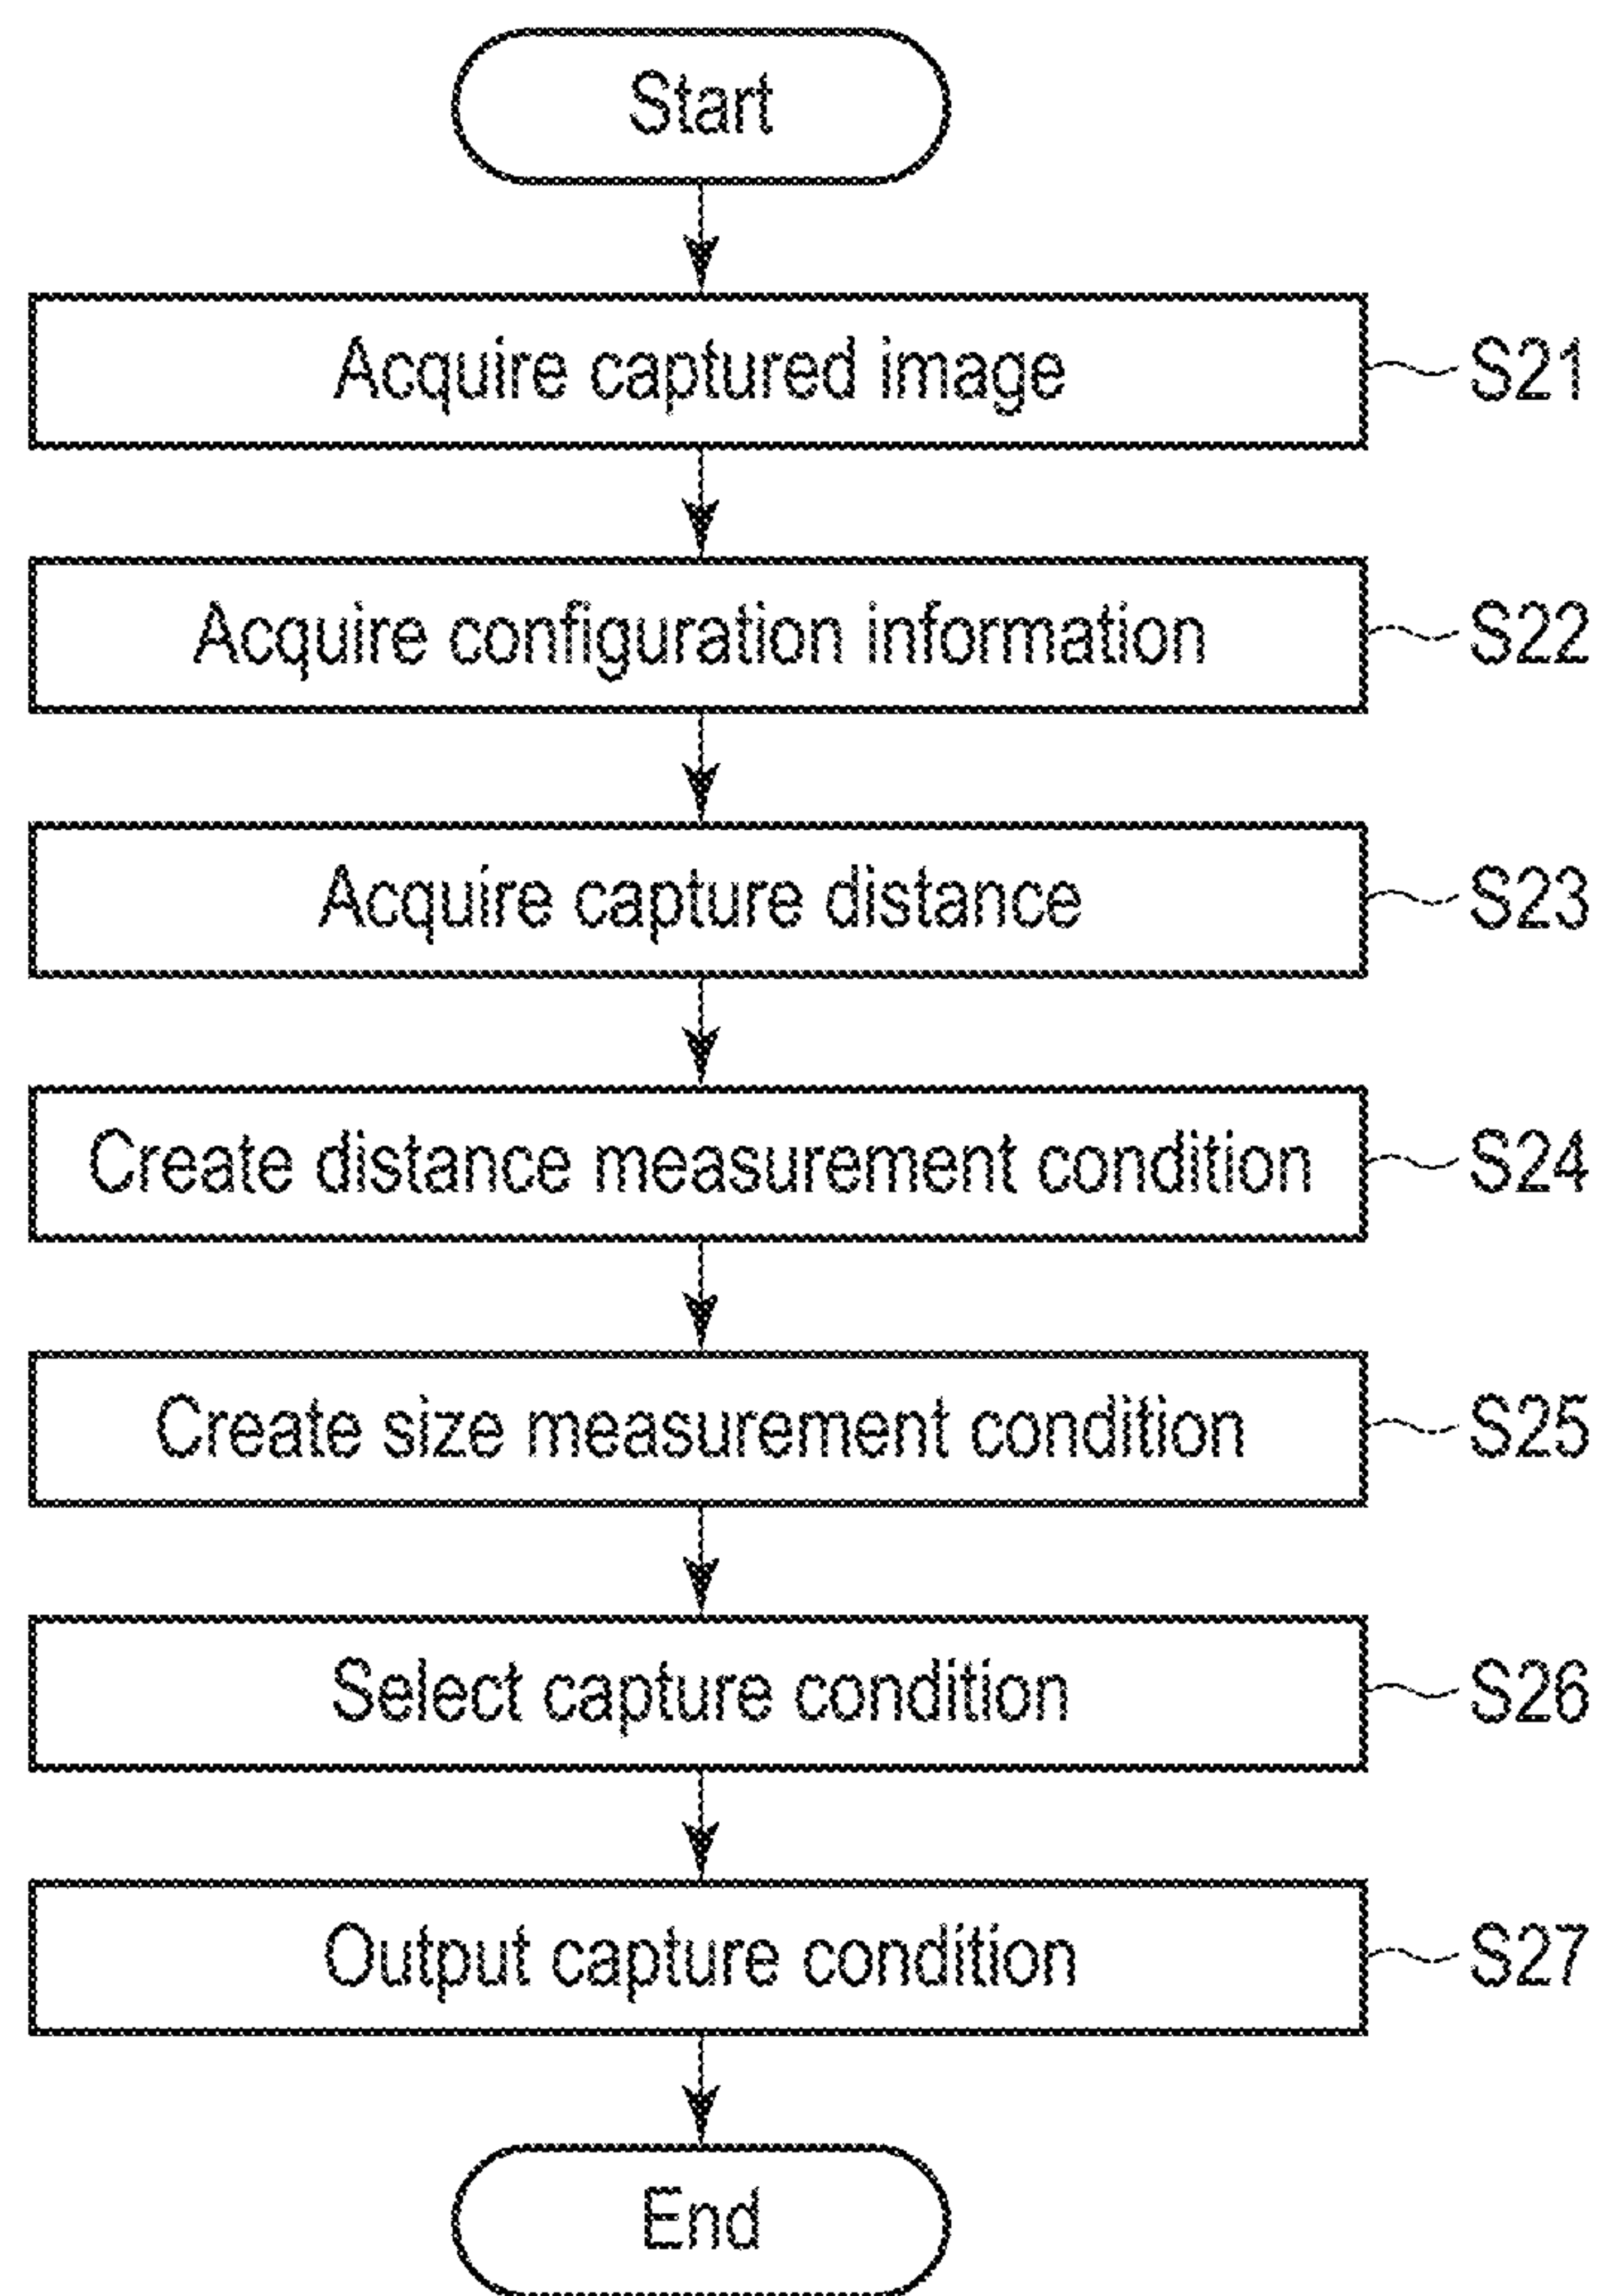 Start
Acquire captured image S21
Acquire configuration information S22
Acquire capture distance S23
Create distance measurement condition S24
Create size measurement condition S25
Select capture condition S26
Output capture condition S27
End